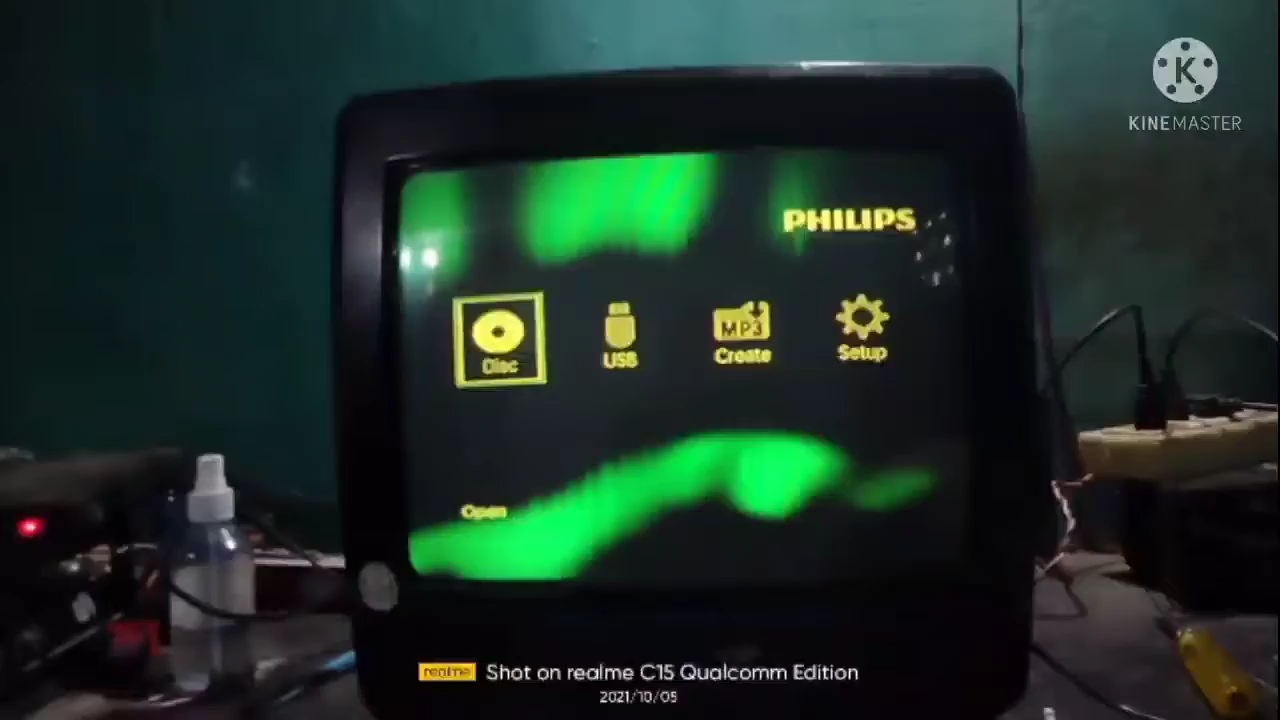 K
KINEMASTER
PHILIPS
Disc
USB
MP3
Create
Setup
Open
realme Shot on realme C15 Qualcomm Edition
2021/10/05